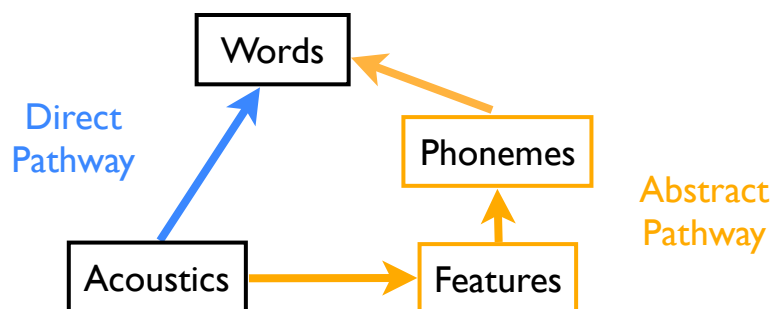 Words
Direct
Pathway
Phonemes
Abstract
Pathway
Acoustics
Features